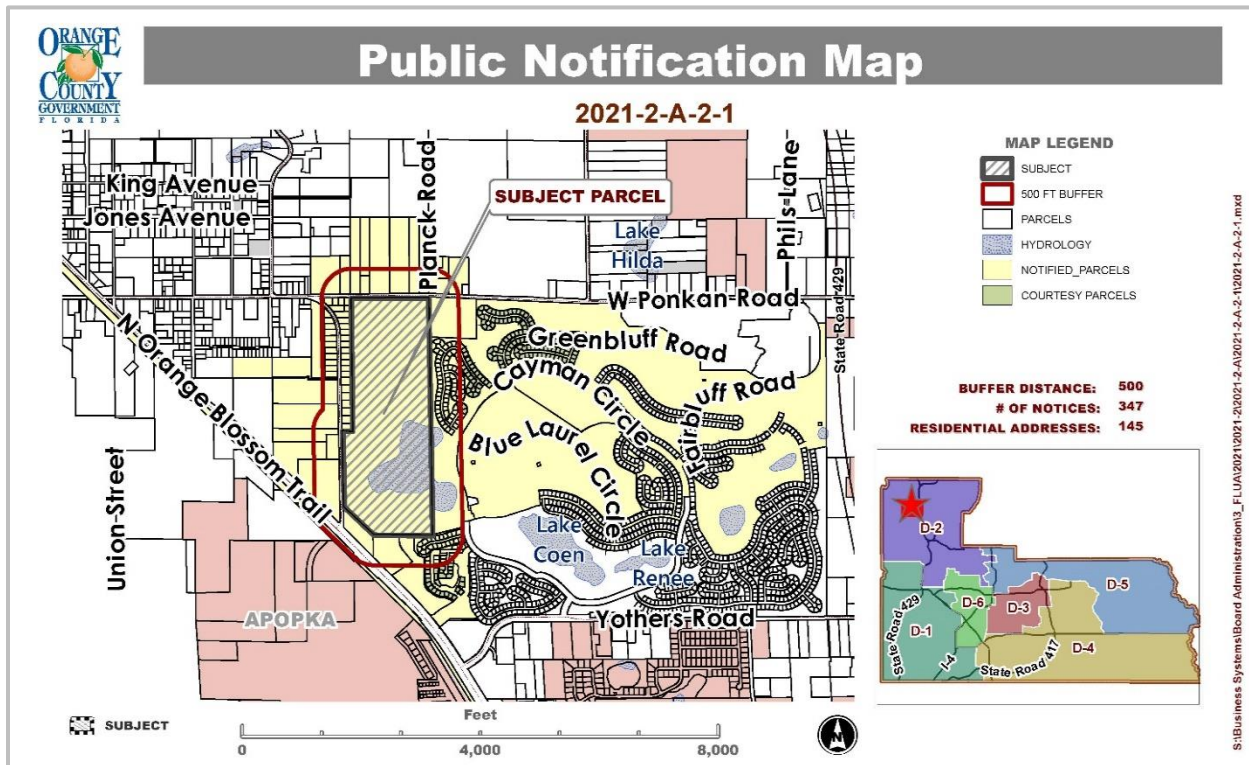 ORANGE
COUNTY
GOVERNMENT
FLORIDA
Public Notification Map
2021-2-A-2-1
King Avenue
Jones Avenue
Planck-Road
SUBJECT PARCEL
Lake
Hilda
Phils-Lane
State Road 429
W Ponkan-Road
N-Orange-Blossom-Trail
Greenbluff Road
Cayman Circle
Fairbluff Road
Blue Laurel Circle
Union-Street
Lake
Coen
Lake
Renee
Yothers-Road
APOPKA
MAP LEGEND
SUBJECT
500 FT BUFFER
PARCELS
HYDROLOGY
NOTIFIED_PARCELS
COURTESY PARCELS
BUFFER DISTANCE: 500
# OF NOTICES: 347
RESIDENTIAL ADDRESSES: 145
D-2
D-5
D-6
D-3
D-1
D-4
State Road 429
I-4
State Road 417
SUBJECT
Feet
0 4,000 8,000
N
S:\Business Systems\Board Administration\3_FLUA\2021\2021-2\2021-2-A\2021-2-A-2-1\2021-2-A-2-1.mxd